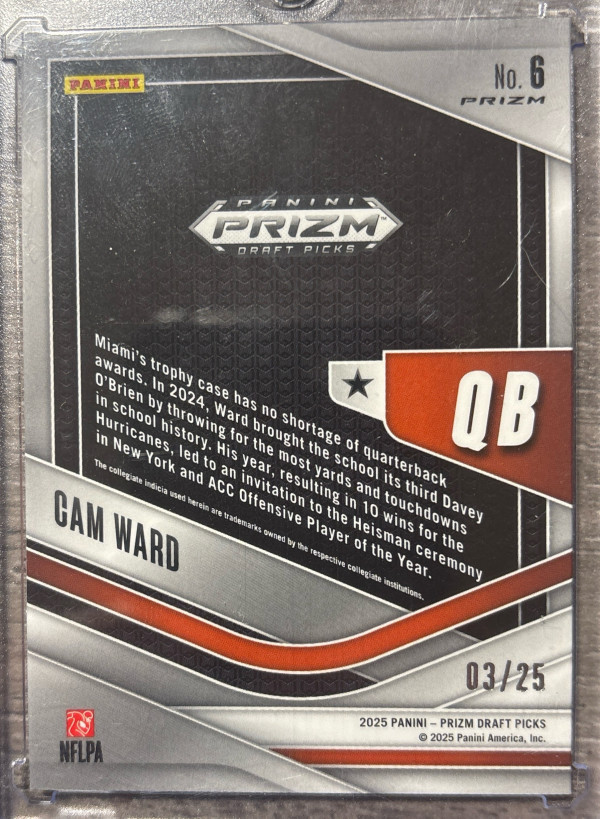 PANINI
No. 6
PRIZM
PANINI
PRIZM™
DRAFT PICKS
Miami's trophy case has no shortage of quarterback
awards. In 2024, Ward brought the school its third Davey
O'Brien by throwing for the most yards and touchdowns
in school history. His year, resulting in 10 wins for the
Hurricanes, led to an invitation to the Heisman ceremony
in New York and ACC Offensive Player of the Year.
The collegiate indicia used herein are trademarks owned by the respective collegiate institutions.
QB
CAM WARD
03/25
2025 PANINI – PRIZM DRAFT PICKS
© 2025 Panini America, Inc.
NFLPA